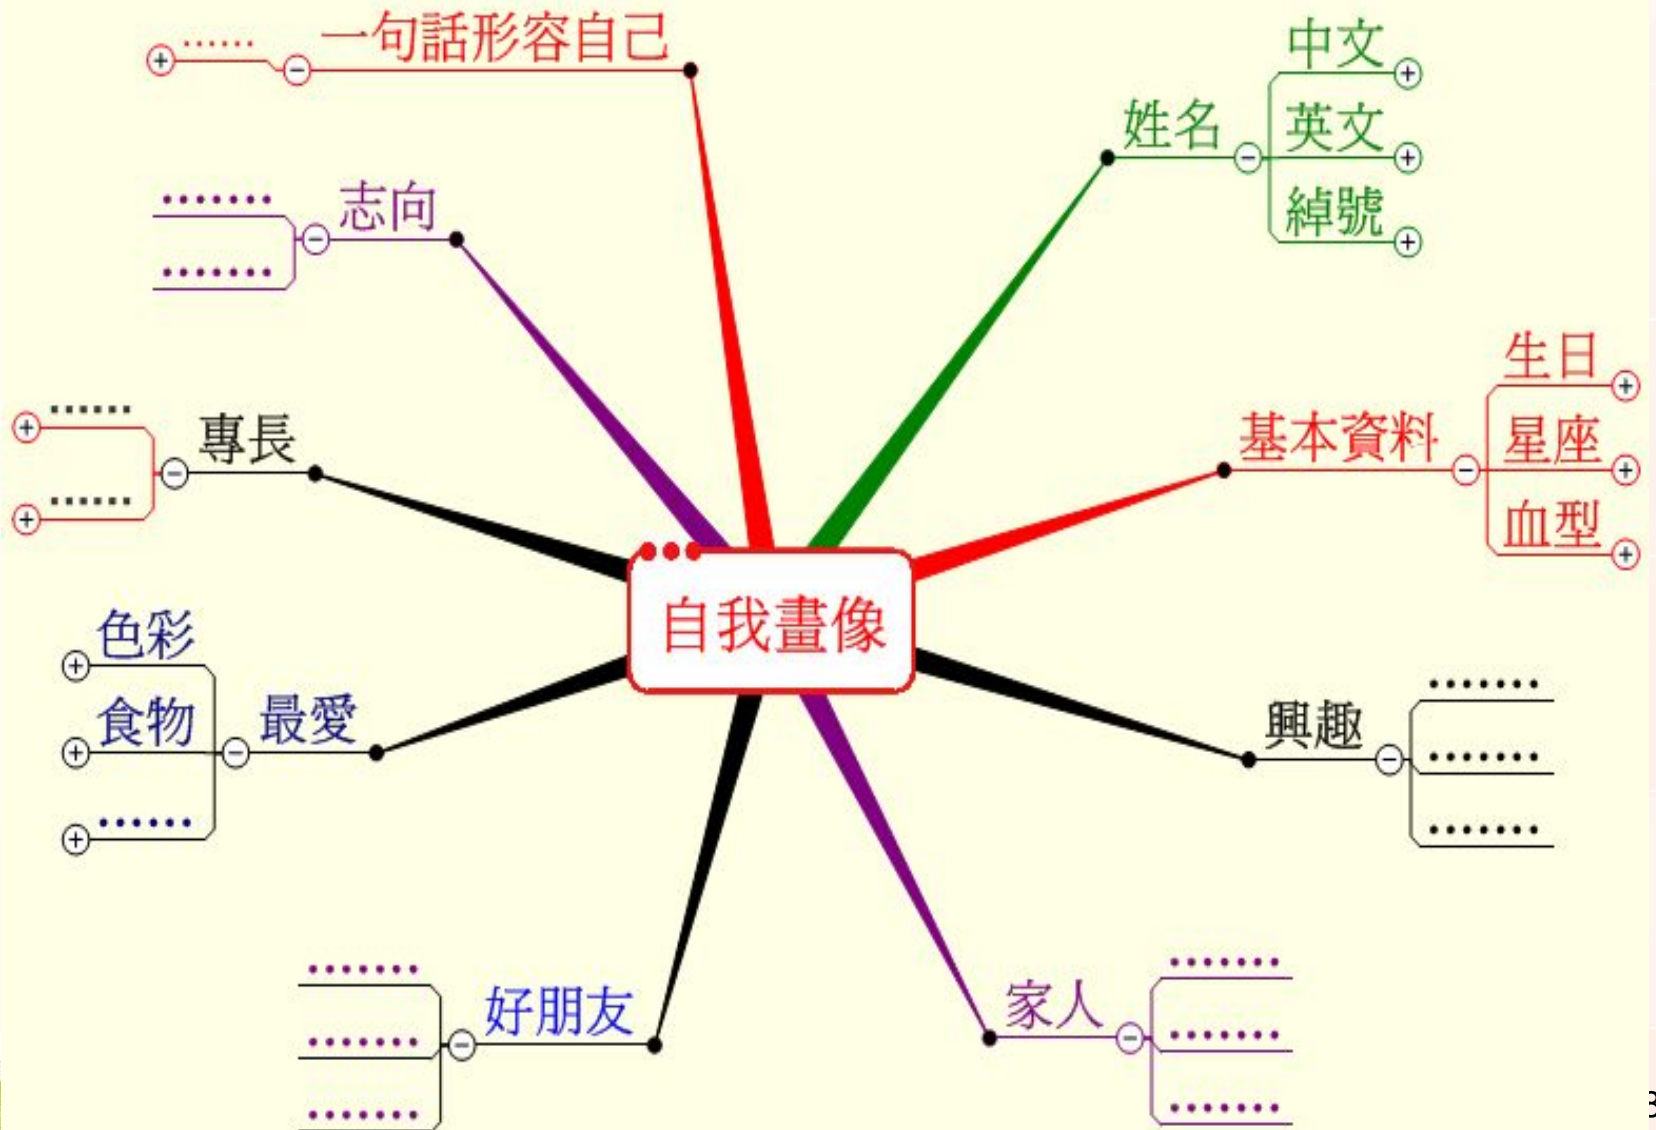 自我畫像
姓名
中文
英文
綽號
基本資料
生日
星座
血型
興趣
.......
.......
.......
家人
.......
.......
.......
好朋友
.......
.......
.......
最愛
色彩
食物
......
專長
......
......
志向
.......
.......
一句話形容自己
......